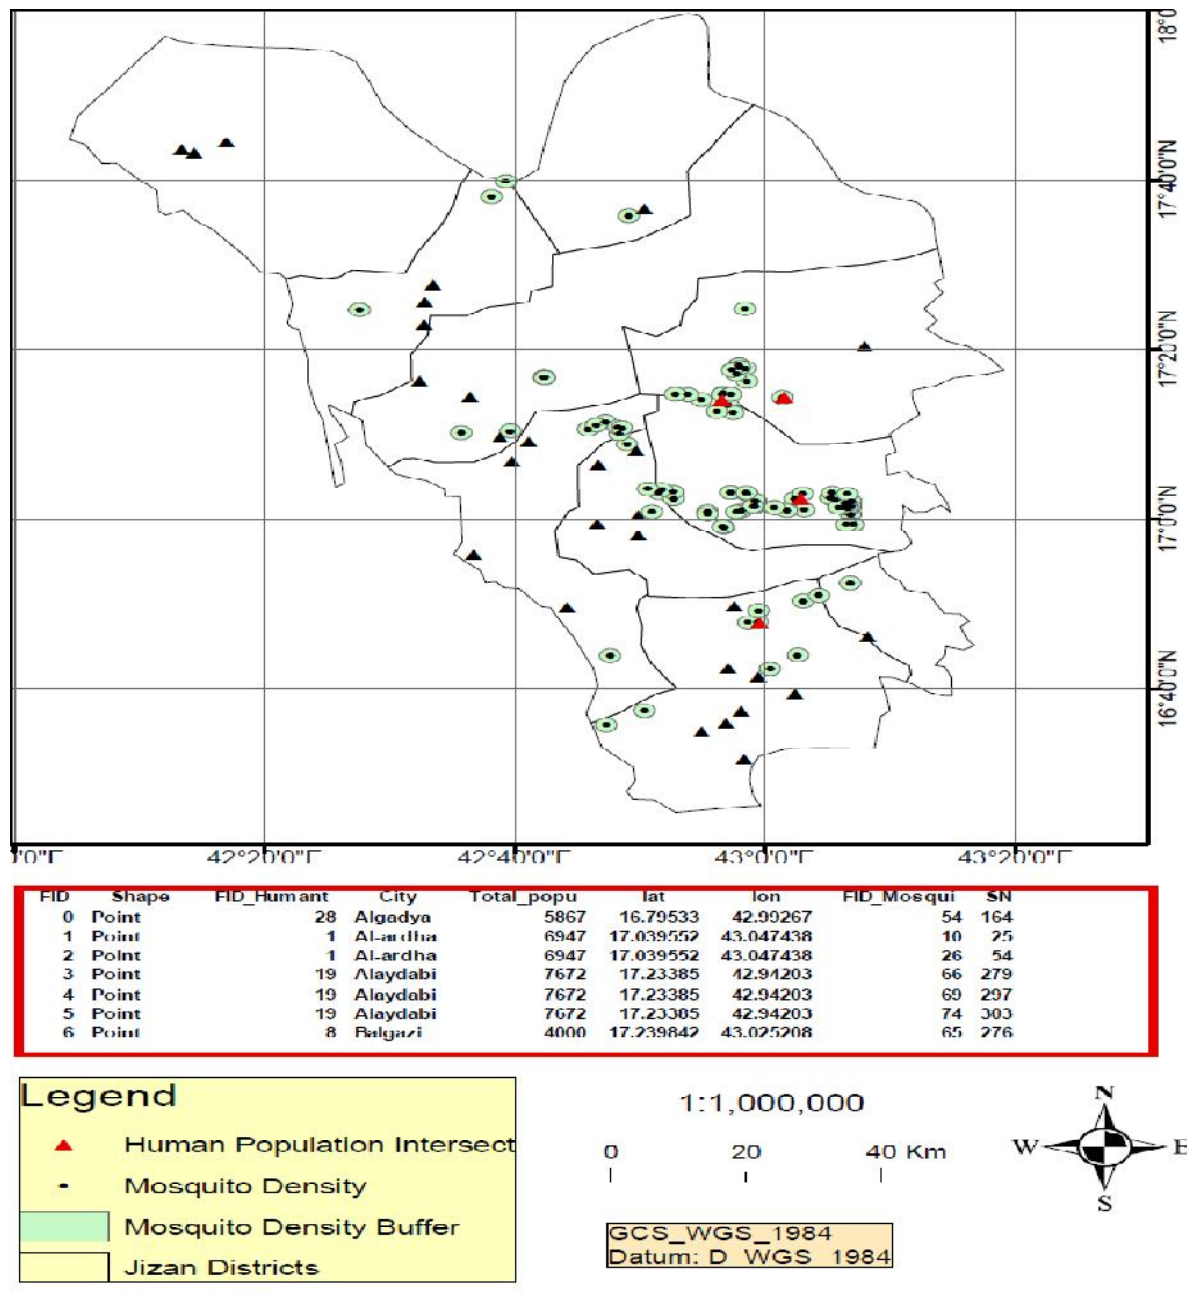 18°0
17°40'0"N
17°20'0"N
17°0'0"N
16°40'0"N
'0"E 42°20'0"E 42°40'0"E 43°0'0"E 43°20'0"E
FID Shape FID_Humant City Total_popu lat lon FID_Mosqui SN
0 Point 28 Algadya 5867 16.79533 42.99267 54 164
1 Point 1 Al-ardha 6947 17.039552 43.047438 10 25
2 Point 1 Al-ardha 6947 17.039552 43.047438 26 54
3 Point 19 Alaydabi 7672 17.23385 42.94203 66 279
4 Point 19 Alaydabi 7672 17.23385 42.94203 69 297
5 Point 19 Alaydabi 7672 17.23385 42.94203 74 303
6 Point 8 Balgazi 4000 17.239842 43.025208 65 276
Legend
Human Population Intersect
Mosquito Density
Mosquito Density Buffer
Jizan Districts
1:1,000,000
0 20 40 Km
GCS_WGS_1984
Datum: D_WGS_1984
N
W E
S